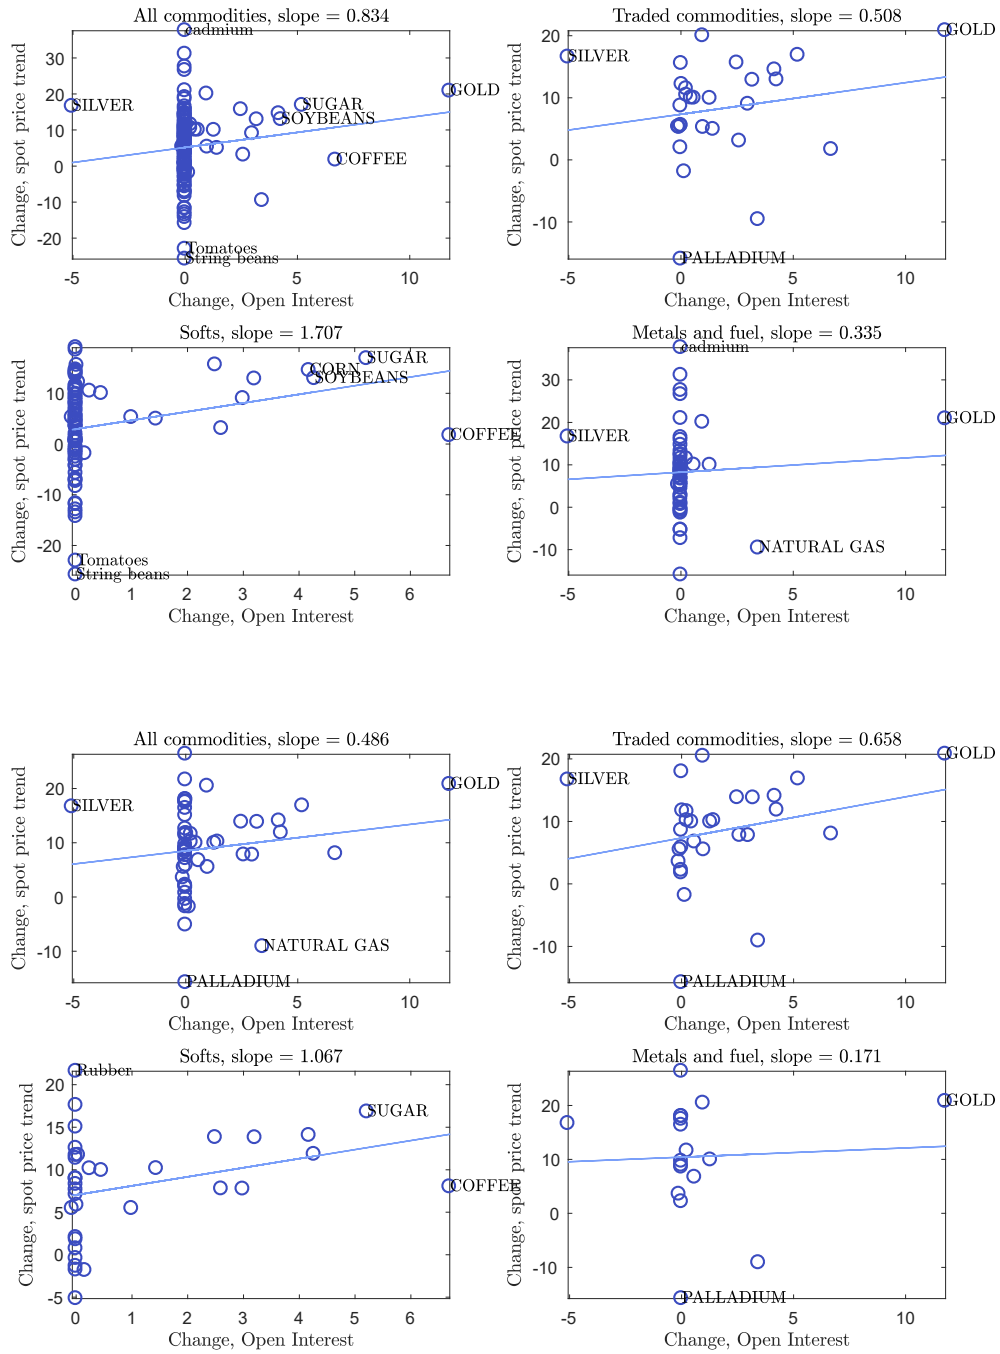 All commodities, slope = 0.834
Change, spot price trend
30
20
10
0
-10
-20
cadmium
SILVER
SUGAR
SOYBEANS
GOLD
COFFEE
Tomatoes
String beans
-5
0
5
10
Change, Open Interest
Traded commodities, slope = 0.508
Change, spot price trend
20
10
0
-10
GOLD
SILVER
PALLADIUM
-5
0
5
10
Change, Open Interest
Softs, slope = 1.707
Change, spot price trend
10
0
-10
-20
SUGAR
CORN
SOYBEANS
COFFEE
Tomatoes
String beans
0
1
2
3
4
5
6
Change, Open Interest
Metals and fuel, slope = 0.335
Change, spot price trend
30
20
10
0
-10
cadmium
GOLD
SILVER
NATURAL GAS
-5
0
5
10
Change, Open Interest
All commodities, slope = 0.486
Change, spot price trend
20
10
0
-10
GOLD
SILVER
NATURAL GAS
PALLADIUM
-5
0
5
10
Change, Open Interest
Traded commodities, slope = 0.658
Change, spot price trend
20
10
0
-10
GOLD
SILVER
PALLADIUM
-5
0
5
10
Change, Open Interest
Softs, slope = 1.067
Change, spot price trend
20
15
10
5
0
-5
Rubber
SUGAR
COFFEE
0
1
2
3
4
5
6
Change, Open Interest
Metals and fuel, slope = 0.171
Change, spot price trend
20
10
0
-10
GOLD
PALLADIUM
-5
0
5
10
Change, Open Interest